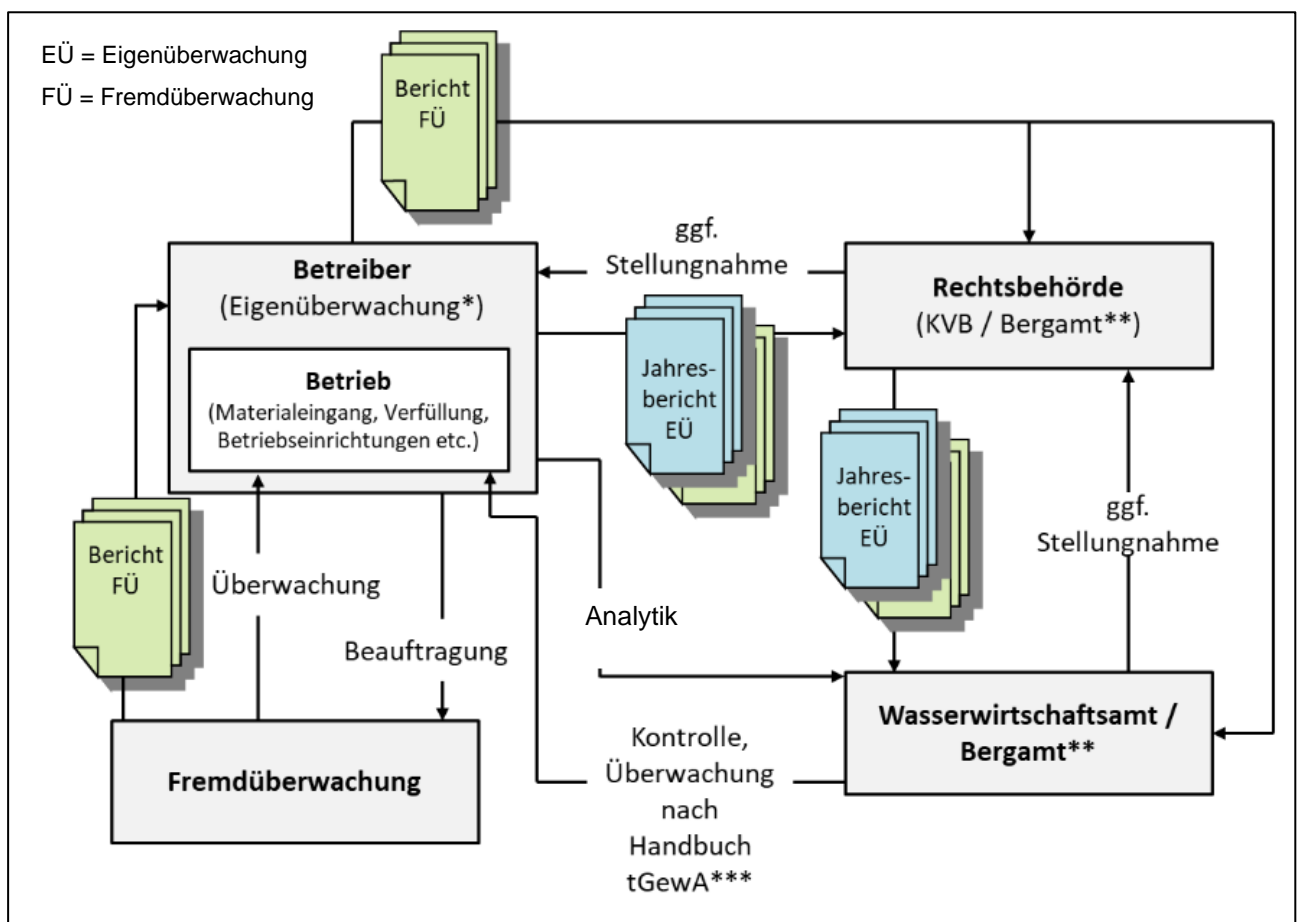 EÜ = Eigenüberwachung
FÜ = Fremdüberwachung
Bericht
FÜ
Betreiber
(Eigenüberwachung*)
Betrieb
(Materialeingang, Verfüllung,
Betriebseinrichtungen etc.)
ggf.
Stellungnahme
Rechtsbehörde
(KVB / Bergamt**)
Jahres-
bericht
EÜ
Jahres-
bericht
EÜ
ggf.
Stellungnahme
Bericht
FÜ
Überwachung
Beauftragung
Analytik
Fremdüberwachung
Kontrolle,
Überwachung
nach
Handbuch
tGewA***
Wasserwirtschaftsamt /
Bergamt**